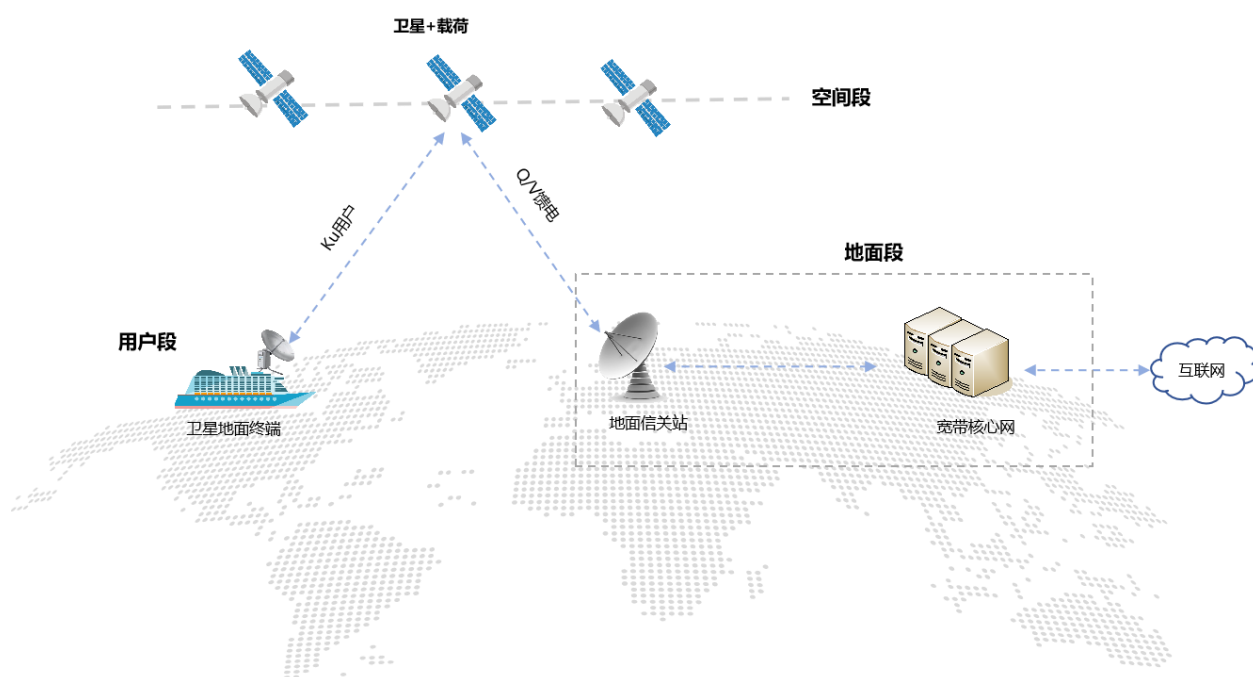 卫星+载荷
空间段
Ku用户
Q/V馈电
地面段
用户段
卫星地面终端
地面信关站
宽带核心网
互联网